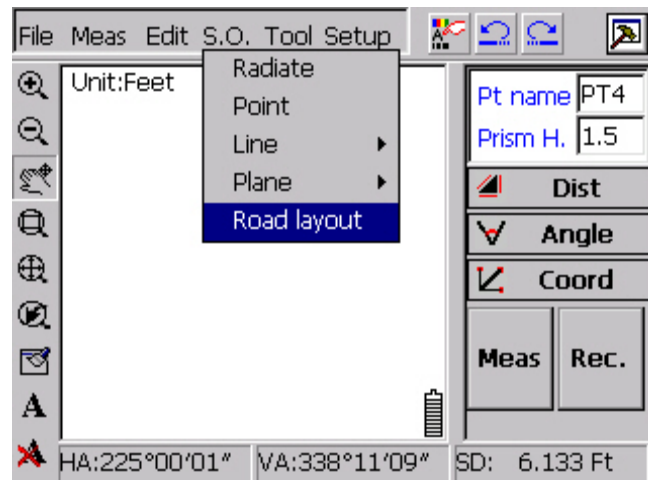 File Meas Edit S.O. Tool Setup
Radiate
Point
Line
Plane
Road layout
Unit:Feet
Pt name PT4
Prism H. 1.5
Dist
Angle
Coord
Meas Rec.
A
HA:225°00'01" VA:338°11'09" SD: 6.133 Ft